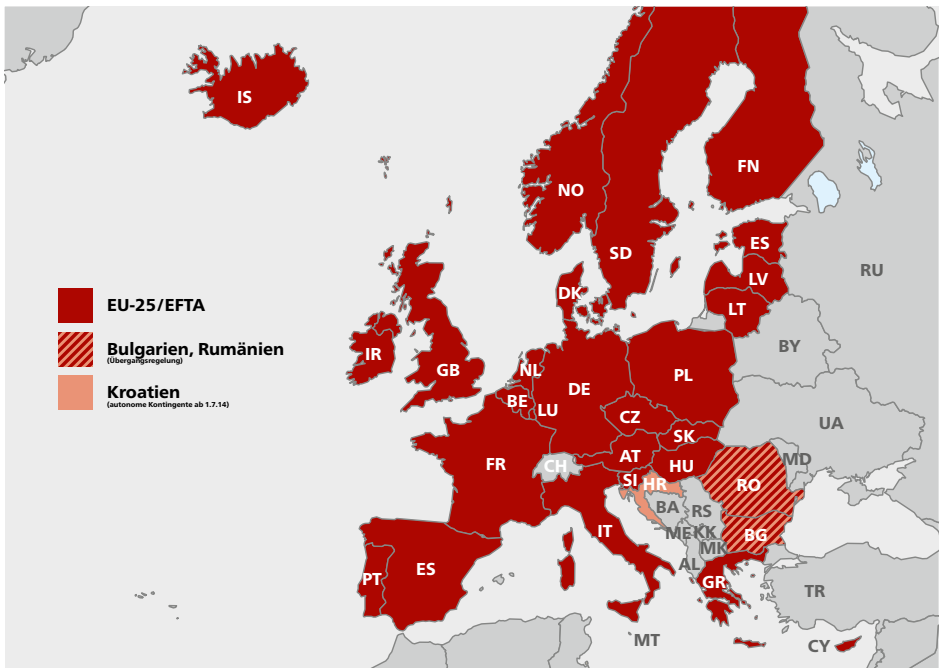 IS
FN
NO
SD
ES
RU
LV
DK
LT
EU-25/EFTA
Bulgarien, Rumänien
(Übergangsregelung)
Kroatien
(autonome Kontingente ab 1.7.14)
IR
GB
NL
BE
LU
DE
PL
BY
CZ
UA
SK
FR
CH
AT
HU
MD
SI
HR
RO
BA
RS
ME
KK
BG
MK
IT
AL
PT
ES
GR
TR
MT
CY